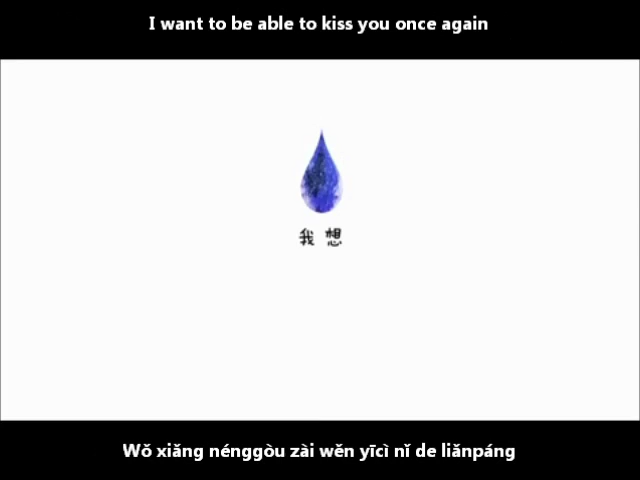 I want to be able to kiss you once again
我 想
Wǒ xiǎng nénggòu zài wěn yīcì nǐ de liǎnpáng